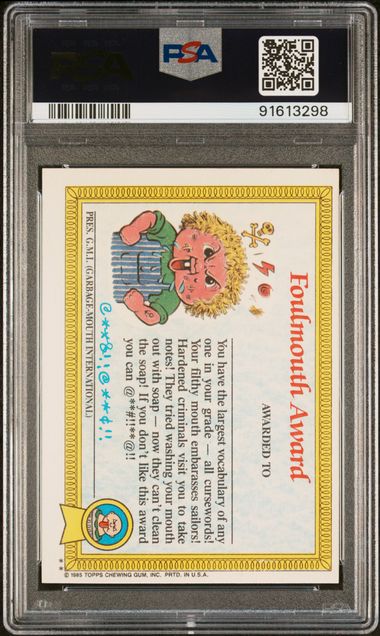 PSA
91613298
Foulmouth Award
AWARDED TO
You have the largest vocabulary of any
one in your grade — all cursewords!
Your filthy mouth embarasses sailors!
Hardened criminals visit you to take
notes! They tried washing your mouth
out with soap — now they can't clean
the soap! If you don't like this award
you can @**#!!**@!!
@**&!;@**¢!;.
PRES. G.M.I. (GARBAGE-MOUTH INTERNATIONAL)
** © 1985 TOPPS CHEWING GUM, INC. PRTD. IN U.S.A.